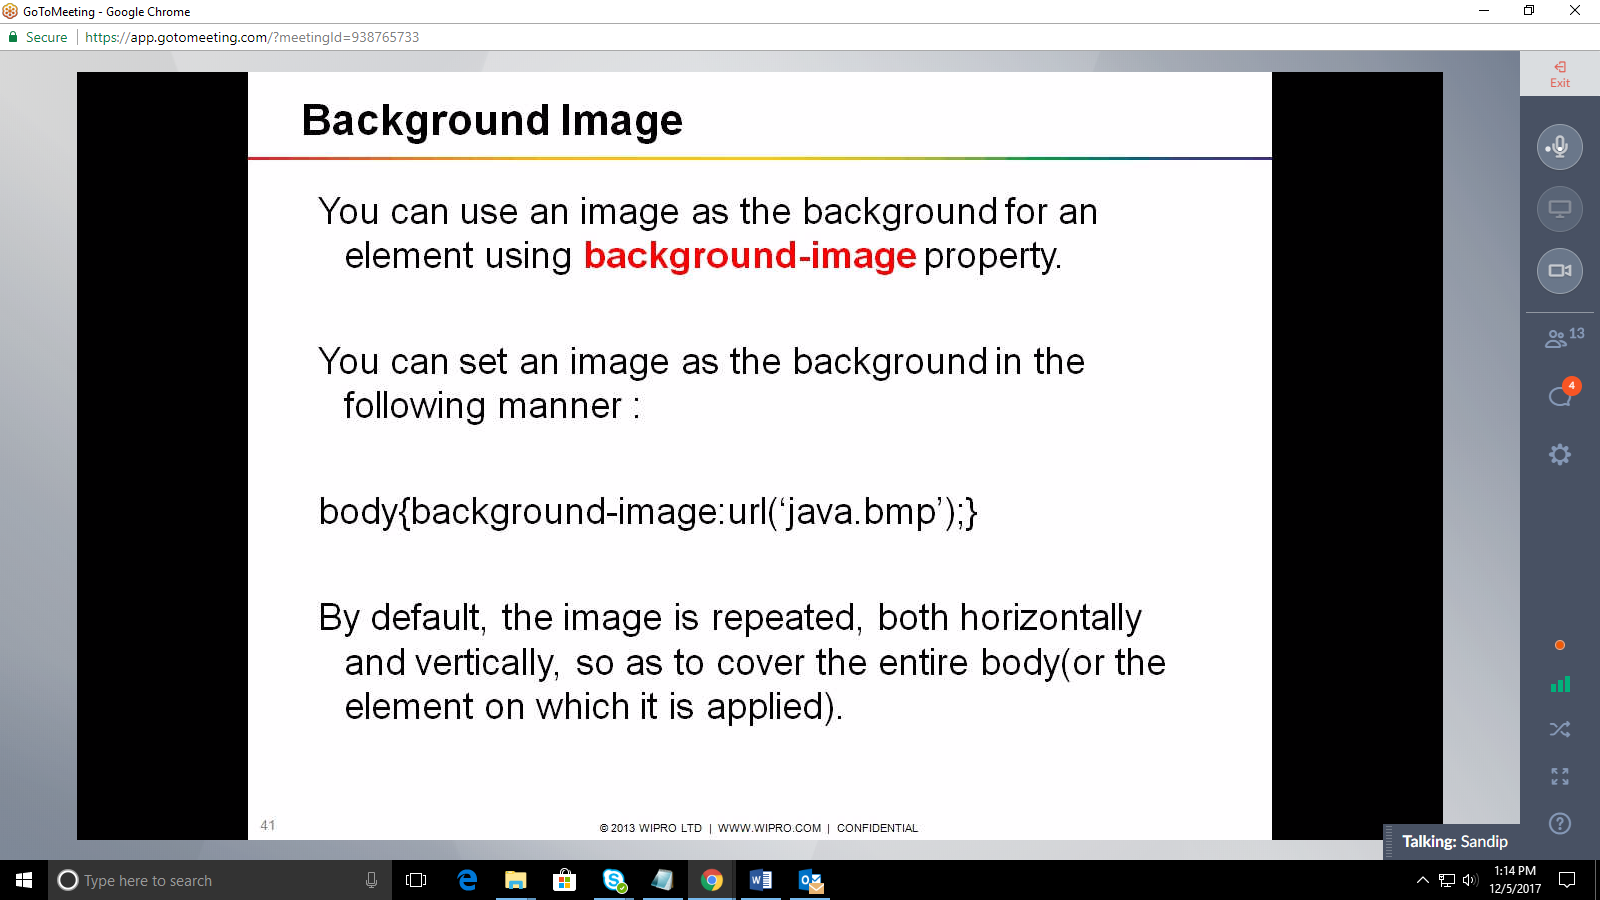 GoToMeeting - Google Chrome
Secure | https://app.gotomeeting.com/?meetingId=938765733
Exit
Background Image
You can use an image as the background for an
element using background-image property.
You can set an image as the background in the
following manner :
body{background-image:url(‘java.bmp’);}
By default, the image is repeated, both horizontally
and vertically, so as to cover the entire body(or the
element on which it is applied).
13
4
41
© 2013 WIPRO LTD | WWW.WIPRO.COM | CONFIDENTIAL
Talking: Sandip
Type here to search
1:14 PM
12/5/2017